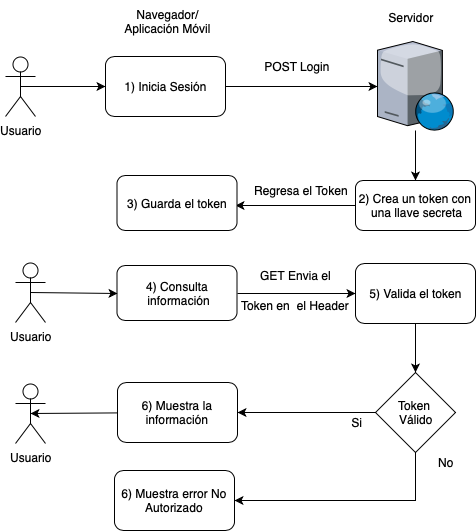 Navegador/
Aplicación Móvil
Servidor
1) Inicia Sesión
POST Login
Usuario
2) Crea un token con
una llave secreta
Regresa el Token
3) Guarda el token
4) Consulta
información
GET Envia el
Token en el Header
5) Valida el token
Usuario
Token
Válido
Si
6) Muestra la
información
Usuario
No
6) Muestra error No
Autorizado